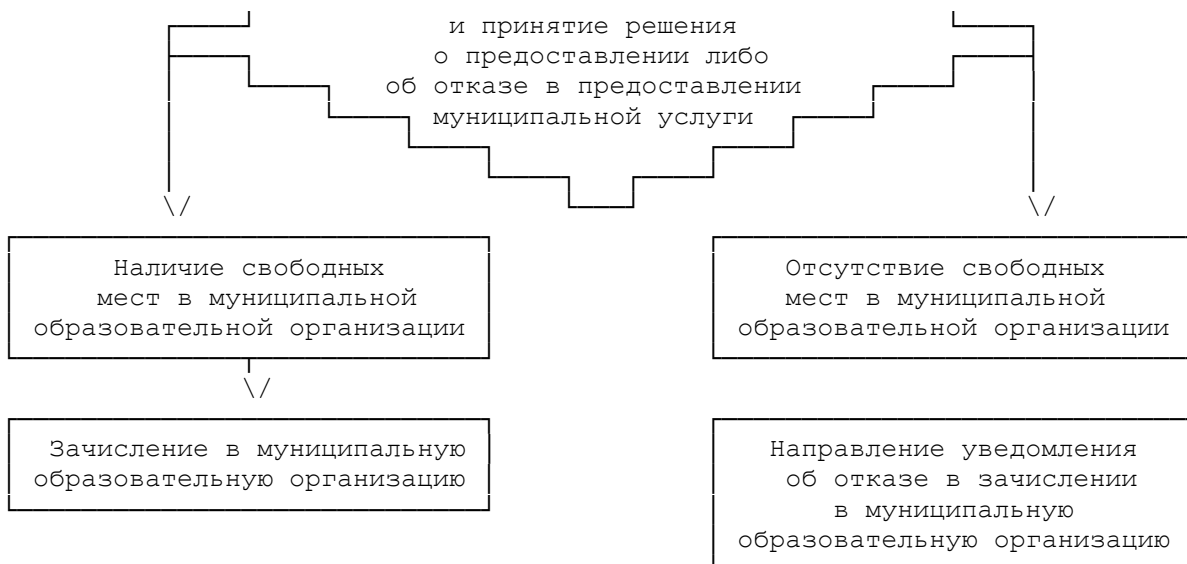 и принятие решения
о предоставлении либо
об отказе в предоставлении
муниципальной услуги
\/ \/
Наличие свободных
мест в муниципальной
образовательной организации
Отсутствие свободных
мест в муниципальной
образовательной организации
\/
Зачисление в муниципальную
образовательную организацию
Направление уведомления
об отказе в зачислении
в муниципальную
образовательную организацию